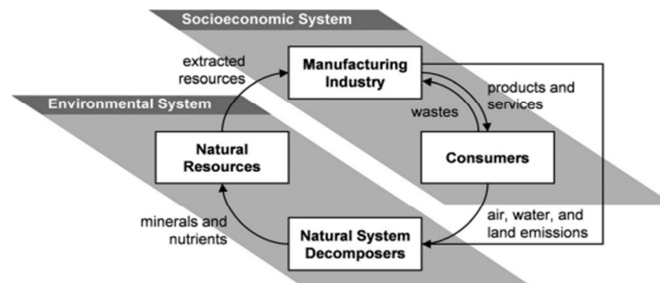 Socioeconomic System
extracted
resources
Manufacturing
Industry
products and
services
wastes
Environmental System
Natural
Resources
Consumers
minerals and
nutrients
Natural System
Decomposers
air, water, and
land emissions